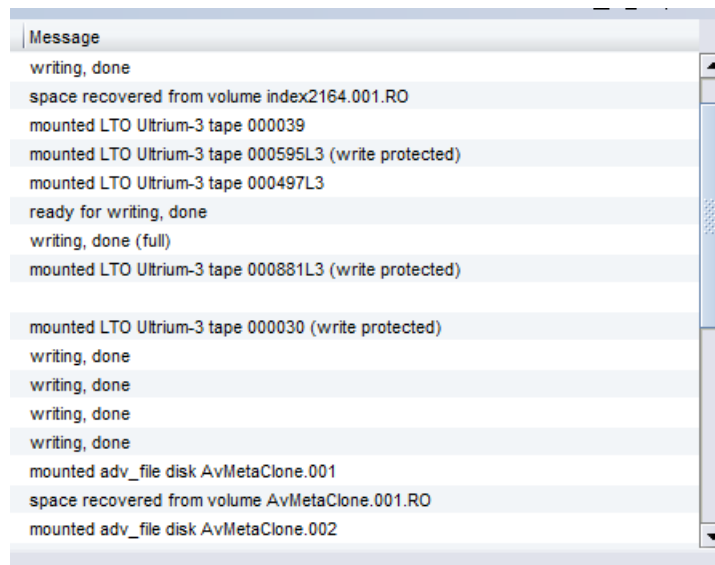 Message
writing, done
space recovered from volume index2164.001.RO
mounted LTO Ultrium-3 tape 000039
mounted LTO Ultrium-3 tape 000595L3 (write protected)
mounted LTO Ultrium-3 tape 000497L3
ready for writing, done
writing, done (full)
mounted LTO Ultrium-3 tape 000881L3 (write protected)
mounted LTO Ultrium-3 tape 000030 (write protected)
writing, done
writing, done
writing, done
writing, done
mounted adv_file disk AvMetaClone.001
space recovered from volume AvMetaClone.001.RO
mounted adv_file disk AvMetaClone.002